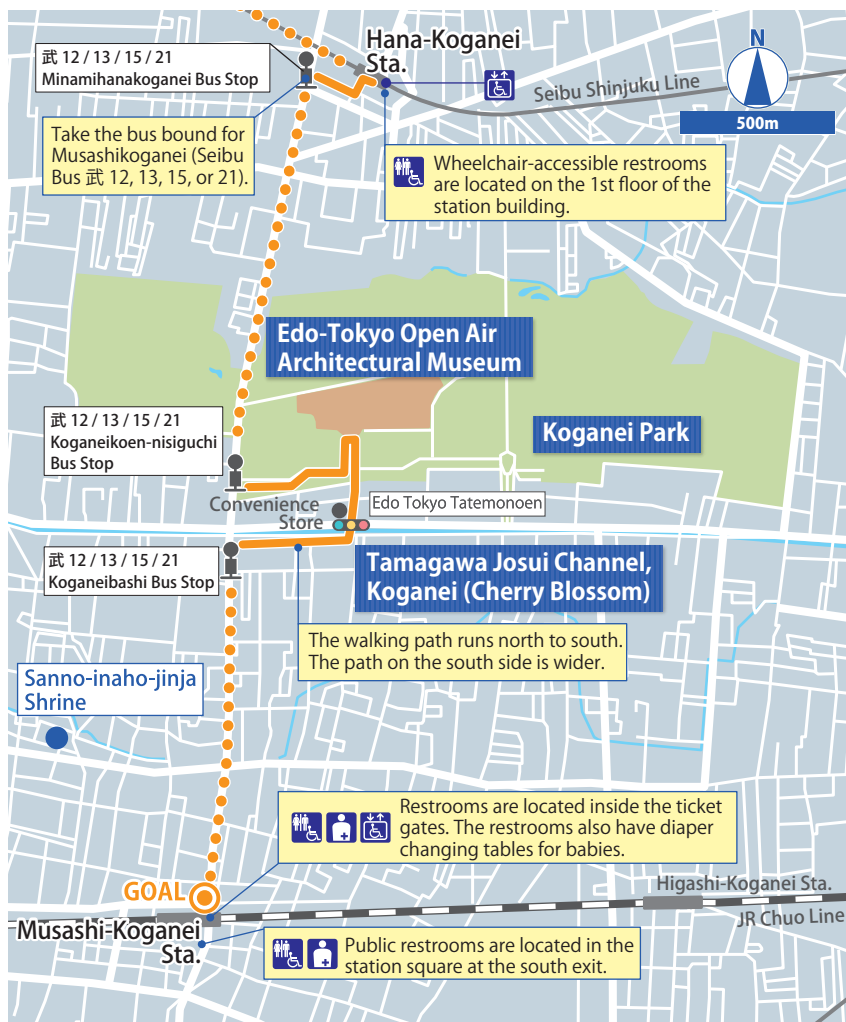 武 12 / 13 / 15 / 21
Minamihanakoganei Bus Stop
Hana-Koganei
Sta.
N
500m
Seibu Shinjuku Line
Take the bus bound for
Musashikoganei (Seibu
Bus 武 12, 13, 15, or 21).
Wheelchair-accessible restrooms
are located on the 1st floor of the
station building.
Edo-Tokyo Open Air
Architectural Museum
武 12 / 13 / 15 / 21
Koganeikoen-nisiguchi
Bus Stop
Koganei Park
Convenience
Store
Edo Tokyo Tatemonoen
武 12 / 13 / 15 / 21
Koganeibashi Bus Stop
Tamagawa Josui Channel,
Koganei (Cherry Blossom)
The walking path runs north to south.
The path on the south side is wider.
Sanno-inaho-jinja
Shrine
Restrooms are located inside the ticket
gates. The restrooms also have diaper
changing tables for babies.
GOAL
Higashi-Koganei Sta.
JR Chuo Line
Musashi-Koganei
Sta.
Public restrooms are located in the
station square at the south exit.